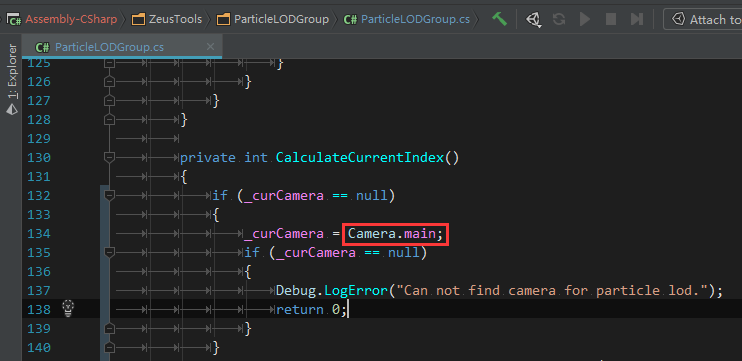 Assembly-CSharp ZeusTools ParticleLODGroup ParticleLODGroup.cs Attach to
ParticleLODGroup.cs
1: Explorer
125 }
126 }
127 }
128 }
129
130 private int CalculateCurrentIndex()
131 {
132 if (_curCamera == null)
133 {
134 _curCamera = Camera.main;
135 if (_curCamera == null)
136 {
137 Debug.LogError("Can not find camera for particle lod.");
138 return 0;
139 }
140 }